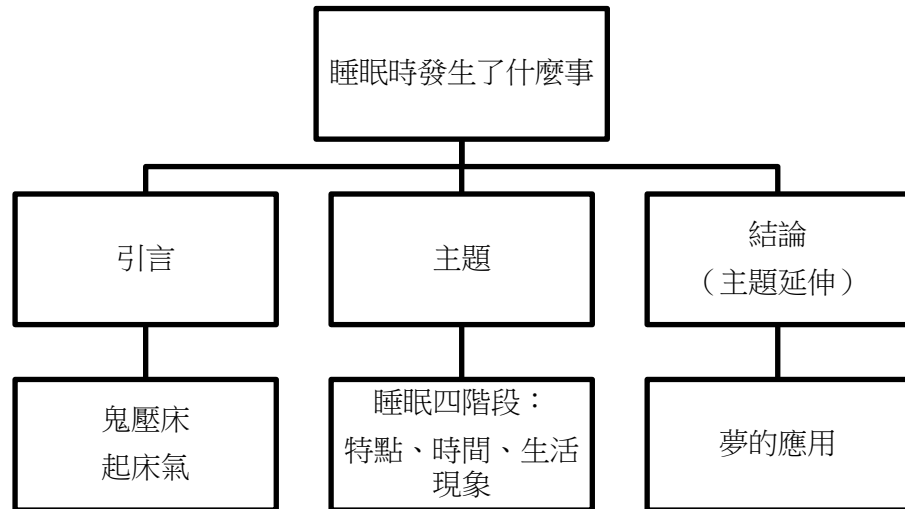 睡眠時發生了什麼事
引言
主題
結論
（主題延伸）
鬼壓床
起床氣
睡眠四階段：
特點、時間、生活
現象
夢的應用